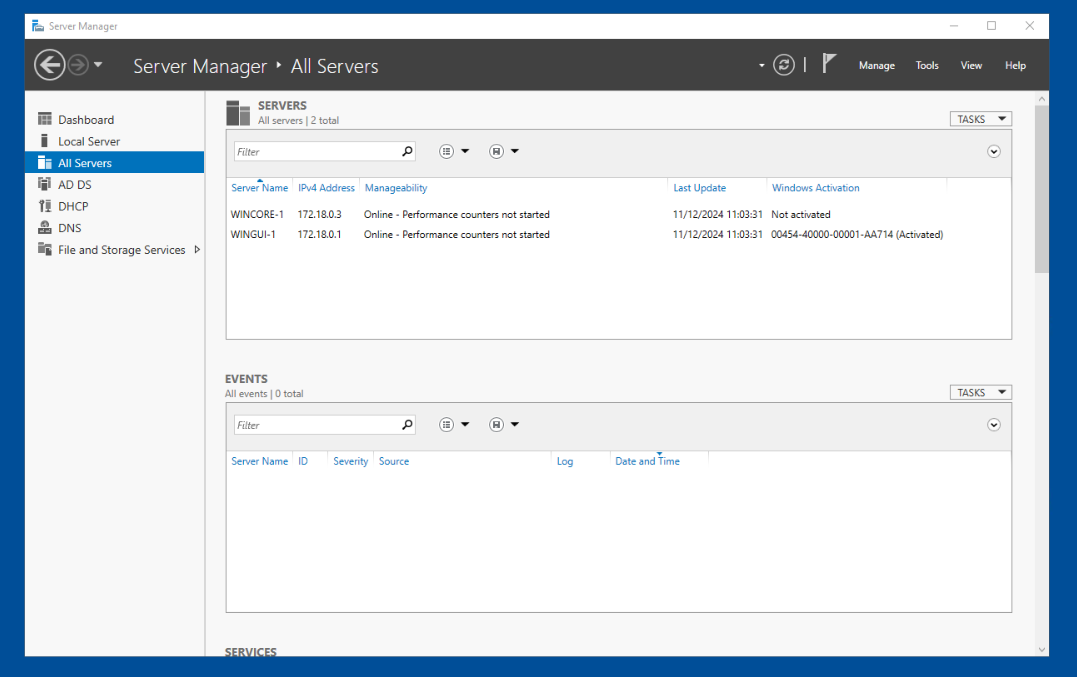 Server Manager
Server Manager • All Servers
Manage Tools View Help
Dashboard
Local Server
All Servers
AD DS
DHCP
DNS
File and Storage Services
SERVERS
All servers | 2 total
TASKS
Filter
Server Name IPv4 Address Manageability Last Update Windows Activation
WINCORE-1 172.18.0.3 Online - Performance counters not started 11/12/2024 11:03:31 Not activated
WINGUI-1 172.18.0.1 Online - Performance counters not started 11/12/2024 11:03:31 00454-40000-00001-AA714 (Activated)
EVENTS
All events | 0 total
TASKS
Filter
Server Name ID Severity Source Log Date and Time
SERVICES